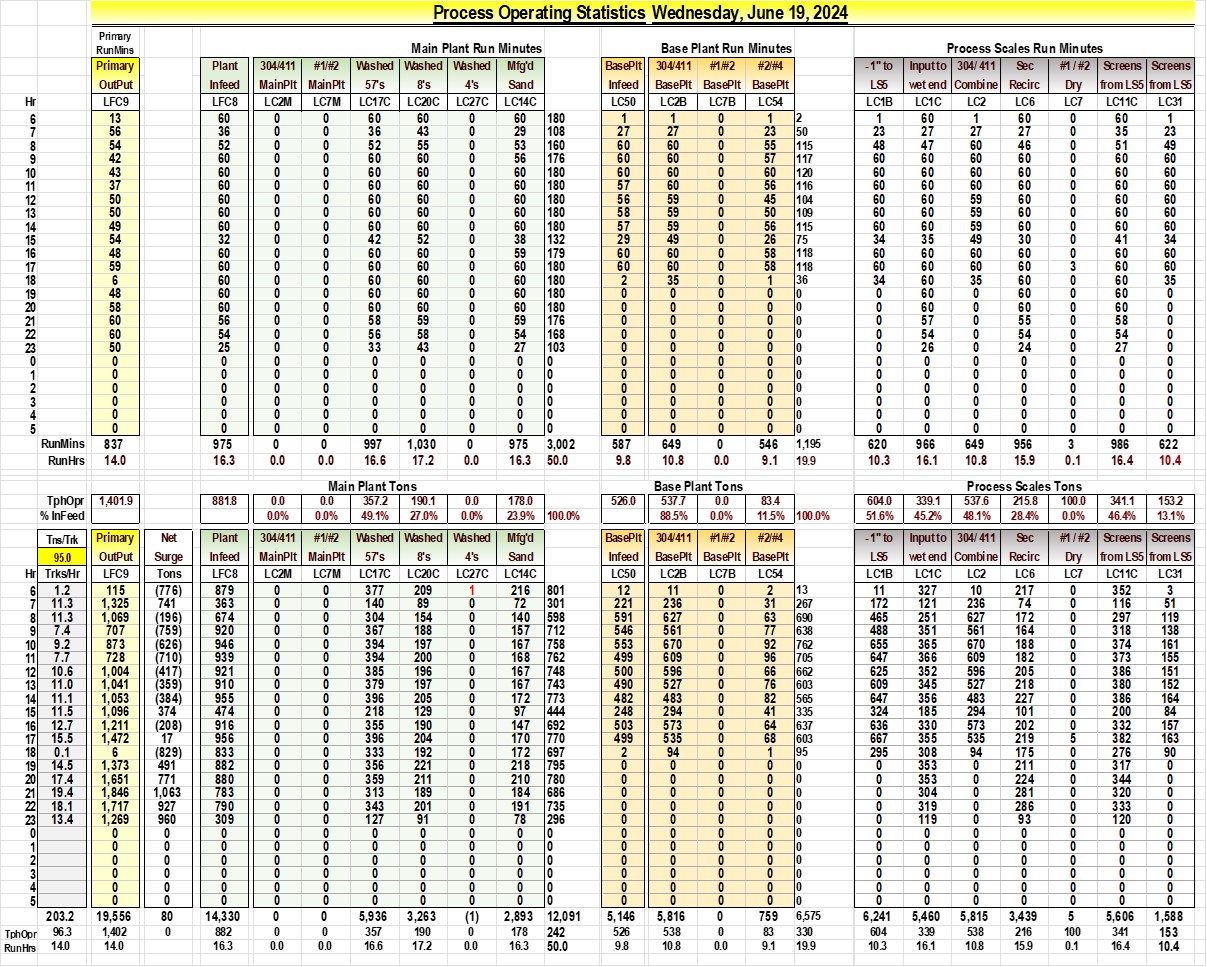 Process Operating Statistics Wednesday, June 19, 2024
Primary
RunMins Main Plant Run Minutes Base Plant Run Minutes Process Scales Run Minutes
Primary Plant 304/411 #1/#2 Washed Washed Washed Mfg'd BasePlt 304/411 #1/#2 #2/#4 - 1" to Input to 304/ 411 Sec #1 / #2 Screens Screens
OutPut Infeed MainPlt MainPlt 57's 8's 4's Sand Infeed BasePlt BasePlt BasePlt LS5 wet end Combine Recirc Dry from LS5 from LS5
Hr LFC9 LFC8 LC2M LC7M LC17C LC20C LC27C LC14C LC50 LC2B LC7B LC54 LC1B LC1C LC2 LC6 LC7 LC11C LC31
6 13 60 0 0 60 60 0 60 180 1 1 0 1 2 1 60 1 60 0 60 1
7 56 36 0 0 36 43 0 29 108 27 27 0 23 50 23 27 27 27 0 35 23
8 54 52 0 0 52 55 0 53 160 60 60 0 55 115 48 47 60 46 0 51 49
9 42 60 0 0 60 60 0 56 176 60 60 0 57 117 60 60 60 60 0 60 60
10 43 60 0 0 60 60 0 60 180 60 60 0 60 120 60 60 60 60 0 60 60
11 37 60 0 0 60 60 0 60 180 57 60 0 56 116 60 60 60 60 0 60 60
12 50 60 0 0 60 60 0 60 180 56 59 0 45 104 60 60 59 60 0 60 60
13 50 60 0 0 60 60 0 60 180 58 59 0 50 109 60 60 59 60 0 60 60
14 49 60 0 0 60 60 0 60 180 57 59 0 56 115 60 60 59 60 0 60 60
15 54 32 0 0 42 52 0 38 132 29 49 0 26 75 34 35 49 30 0 41 34
16 48 60 0 0 60 60 0 59 179 60 60 0 58 118 60 60 60 60 0 60 60
17 59 60 0 0 60 60 0 60 180 60 60 0 58 118 60 60 60 60 3 60 60
18 6 60 0 0 60 60 0 60 180 2 35 0 1 36 34 60 35 60 0 60 35
19 48 60 0 0 60 60 0 60 180 0 0 0 0 0 0 60 0 60 0 60 0
20 58 60 0 0 60 60 0 60 180 0 0 0 0 0 0 60 0 60 0 60 0
21 60 56 0 0 58 59 0 59 176 0 0 0 0 0 0 57 0 55 0 58 0
22 60 54 0 0 56 58 0 54 168 0 0 0 0 0 0 54 0 54 0 54 0
23 50 25 0 0 33 43 0 27 103 0 0 0 0 0 0 26 0 24 0 27 0
0 0 0 0 0 0 0 0 0 0 0 0 0 0 0 0 0 0 0 0 0 0
1 0 0 0 0 0 0 0 0 0 0 0 0 0 0 0 0 0 0 0 0 0
2 0 0 0 0 0 0 0 0 0 0 0 0 0 0 0 0 0 0 0 0 0
3 0 0 0 0 0 0 0 0 0 0 0 0 0 0 0 0 0 0 0 0 0
4 0 0 0 0 0 0 0 0 0 0 0 0 0 0 0 0 0 0 0 0 0
5 0 0 0 0 0 0 0 0 0 0 0 0 0 0 0 0 0 0 0 0 0
RunMins 837 975 0 0 997 1,030 0 975 3,002 587 649 0 546 1,195 620 966 649 956 3 986 622
RunHrs 14.0 16.3 0.0 0.0 16.6 17.2 0.0 16.3 50.0 9.8 10.8 0.0 9.1 19.9 10.3 16.1 10.8 15.9 0.1 16.4 10.4
Main Plant Tons Base Plant Tons Process Scales Tons
TphOpr 1,401.9 881.8 0.0 0.0 357.2 190.1 0.0 178.0 526.0 537.7 0.0 83.4 604.0 339.1 537.6 215.8 100.0 341.1 153.2
% InFeed 0.0% 0.0% 49.1% 27.0% 0.0% 23.9% 100.0% 88.5% 0.0% 11.5% 100.0% 51.6% 45.2% 48.1% 28.4% 0.0% 46.4% 13.1%
Tns/Trk Primary Net Plant 304/411 #1/#2 Washed Washed Washed Mfg'd BasePlt 304/411 #1/#2 #2/#4 - 1" to Input to 304/ 411 Sec #1 / #2 Screens Screens
95.0 OutPut Surge Infeed MainPlt MainPlt 57's 8's 4's Sand Infeed BasePlt BasePlt BasePlt LS5 wet end Combine Recirc Dry from LS5 from LS5
Hr Trks/Hr LFC9 Tons LFC8 LC2M LC7M LC17C LC20C LC27C LC14C LC50 LC2B LC7B LC54 LC1B LC1C LC2 LC6 LC7 LC11C LC31
6 1.2 115 (776) 879 0 0 377 209 1 216 801 12 11 0 2 13 11 327 10 217 0 352 3
7 11.3 1,325 741 363 0 0 140 89 0 72 301 221 236 0 31 267 172 121 236 74 0 116 51
8 11.3 1,069 (196) 674 0 0 304 154 0 140 598 591 627 0 63 690 465 251 627 172 0 297 119
9 7.4 707 (759) 920 0 0 367 188 0 157 712 546 561 0 77 638 488 351 561 164 0 318 138
10 9.2 873 (626) 946 0 0 394 197 0 167 758 553 670 0 92 762 655 365 670 188 0 374 161
11 7.7 728 (710) 939 0 0 394 200 0 168 762 499 609 0 96 705 647 366 609 182 0 373 155
12 10.6 1,004 (417) 921 0 0 385 196 0 167 748 500 596 0 66 662 625 352 596 205 0 386 151
13 11.0 1,041 (359) 910 0 0 379 197 0 167 743 490 527 0 76 603 609 345 527 218 0 380 152
14 11.1 1,053 (384) 955 0 0 396 205 0 172 773 482 483 0 82 565 647 356 483 227 0 386 164
15 11.5 1,096 374 474 0 0 218 129 0 97 444 248 294 0 41 335 324 185 294 101 0 200 84
16 12.7 1,211 (208) 916 0 0 355 190 0 147 692 503 573 0 64 637 636 330 573 202 0 332 157
17 15.5 1,472 17 956 0 0 396 204 0 170 770 499 535 0 68 603 667 355 535 219 5 382 163
18 0.1 6 (829) 833 0 0 333 192 0 172 697 2 94 0 1 95 295 308 94 175 0 276 90
19 14.5 1,373 491 882 0 0 356 221 0 218 795 0 0 0 0 0 0 353 0 211 0 317 0
20 17.4 1,651 771 880 0 0 359 211 0 210 780 0 0 0 0 0 0 353 0 224 0 344 0
21 19.4 1,846 1,063 783 0 0 313 189 0 184 686 0 0 0 0 0 0 304 0 281 0 320 0
22 18.1 1,717 927 790 0 0 343 201 0 191 735 0 0 0 0 0 0 319 0 286 0 333 0
23 13.4 1,269 960 309 0 0 127 91 0 78 296 0 0 0 0 0 0 119 0 93 0 120 0
0 0 0 0 0 0 0 0 0 0 0 0 0 0 0 0 0 0 0 0 0 0 0
1 0 0 0 0 0 0 0 0 0 0 0 0 0 0 0 0 0 0 0 0 0 0
2 0 0 0 0 0 0 0 0 0 0 0 0 0 0 0 0 0 0 0 0 0 0
3 0 0 0 0 0 0 0 0 0 0 0 0 0 0 0 0 0 0 0 0 0 0
4 0 0 0 0 0 0 0 0 0 0 0 0 0 0 0 0 0 0 0 0 0 0
5 0 0 0 0 0 0 0 0 0 0 0 0 0 0 0 0 0 0 0 0 0 0
203.2 19,556 80 14,330 0 0 5,936 3,263 (1) 2,893 12,091 5,146 5,816 0 759 6,575 6,241 5,460 5,815 3,439 5 5,606 1,588
TphOpr 96.3 1,402 0 882 0 0 357 190 0 178 242 526 538 0 83 330 604 339 538 216 100 341 153
RunHrs 14.0 14.0 16.3 0.0 0.0 16.6 17.2 0.0 16.3 50.0 9.8 10.8 0.0 9.1 19.9 10.3 16.1 10.8 15.9 0.1 16.4 10.4